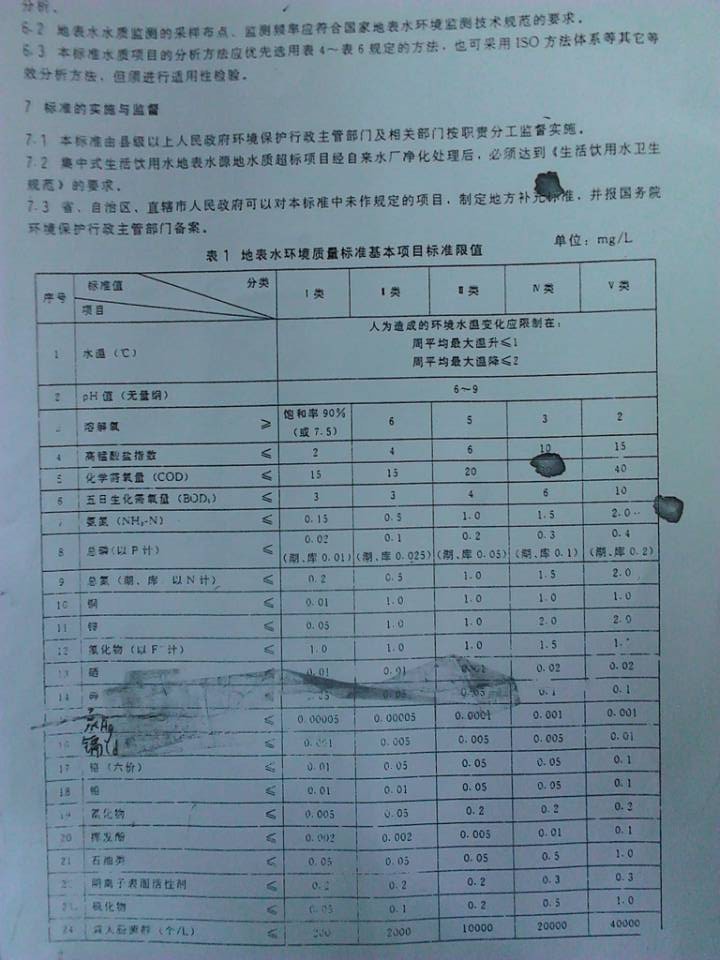 分析。
6-2 地表水水质监测的采样布点、监测频率应符合国家地表水环境监测技术规范的要求。
6-3 本标准水质项目的分析方法应优先选用表4～表6规定的方法，也可采用ISO方法体系等其它等
效分析方法，但须进行适用性检验。
7 标准的实施与监督
7-1 本标准由县级以上人民政府环境保护行政主管部门及相关部门按职责分工监督实施。
7-2 集中式生活饮用水地表水源地水质超标项目经自来水厂净化处理后，必须达到《生活饮用水卫生
规范》的要求。
7-3 省、自治区、直辖市人民政府可以对本标准中未作规定的项目，制定地方补充标准，并报国务院
环境保护行政主管部门备案。
表1 地表水环境质量标准基本项目标准限值 单位：mg/L
序号 标准值 分类 项目 Ⅰ类 Ⅱ类 Ⅲ类 Ⅳ类 Ⅴ类
人为造成的环境水温变化应限制在：
1 水温（℃） 周平均最大温升≤1
周平均最大温降≤2
2 pH值（无量纲） 6～9
3 溶解氧 ≥ 饱和率90%（或7.5） 6 5 3 2
4 高锰酸盐指数 ≤ 2 4 6 10 15
5 化学需氧量（COD） ≤ 15 15 20 40
6 五日生化需氧量（BOD₅） ≤ 3 3 4 6 10
7 氨氮（NH₃-N） ≤ 0.15 0.5 1.0 1.5 2.0
8 总磷（以P计） ≤ 0.02（湖、库0.01） 0.1（湖、库0.025） 0.2（湖、库0.05） 0.3（湖、库0.1） 0.4（湖、库0.2）
9 总氮（湖、库 以N计） ≤ 0.2 0.5 1.0 1.5 2.0
10 铜 ≤ 0.01 1.0 1.0 1.0 1.0
11 锌 ≤ 0.05 1.0 1.0 2.0 2.0
12 氟化物（以F⁻计） ≤ 1.0 1.0 1.0 1.5
13 硒 0.01 0.01 0.02 0.02
14 0.05 0.05 0.1 0.1
汞Hg ≤ 0.00005 0.00005 0.0001 0.001 0.001
16 镉Cd ≤ 0.001 0.005 0.005 0.005 0.01
17 铬（六价） ≤ 0.01 0.05 0.05 0.05 0.1
18 铅 ≤ 0.01 0.01 0.05 0.05 0.1
19 氰化物 ≤ 0.005 0.05 0.2 0.2 0.2
20 挥发酚 ≤ 0.002 0.002 0.005 0.01 0.1
21 石油类 ≤ 0.05 0.05 0.05 0.5 1.0
22 阴离子表面活性剂 ≤ 0.2 0.2 0.2 0.3 0.3
23 硫化物 ≤ 0.05 0.1 0.2 0.5 1.0
24 粪大肠菌群（个/L） ≤ 200 2000 10000 20000 40000